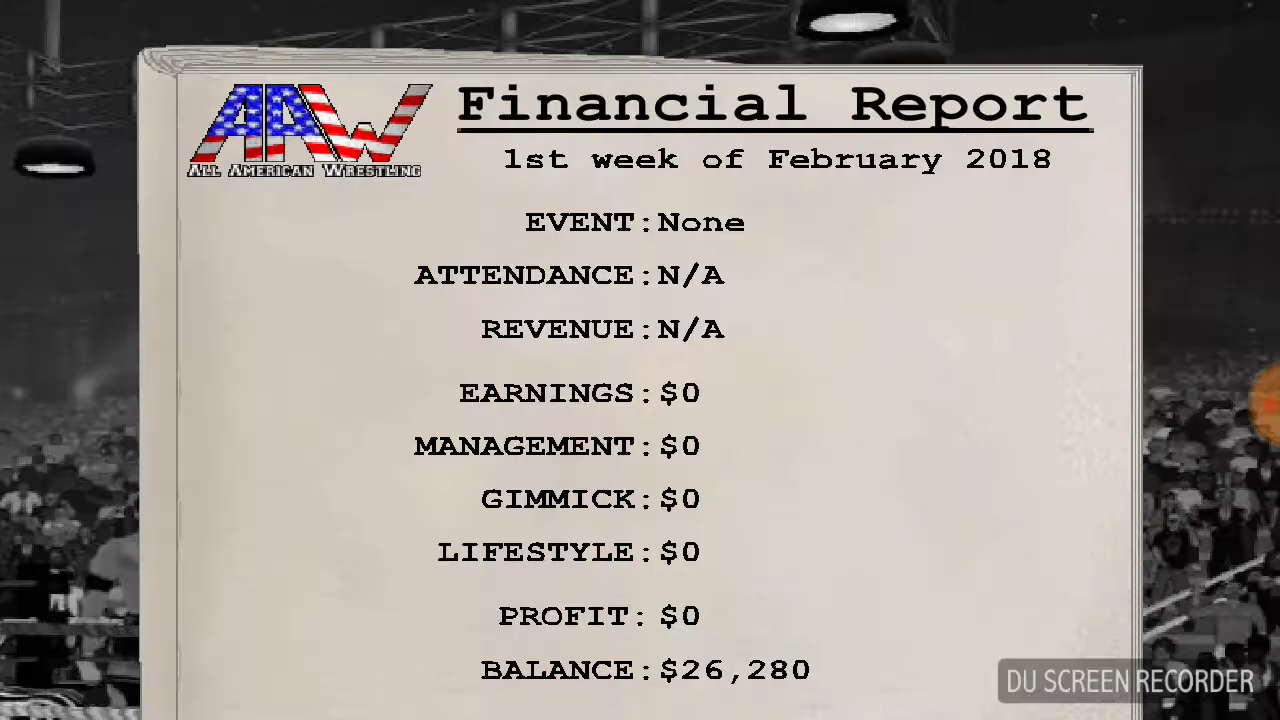 AAW
ALL AMERICAN WRESTLING
Financial Report
1st week of February 2018
EVENT:None
ATTENDANCE:N/A
REVENUE:N/A
EARNINGS:$0
MANAGEMENT:$0
GIMMICK:$0
LIFESTYLE:$0
PROFIT:$0
BALANCE:$26,280
DU SCREEN RECORDER